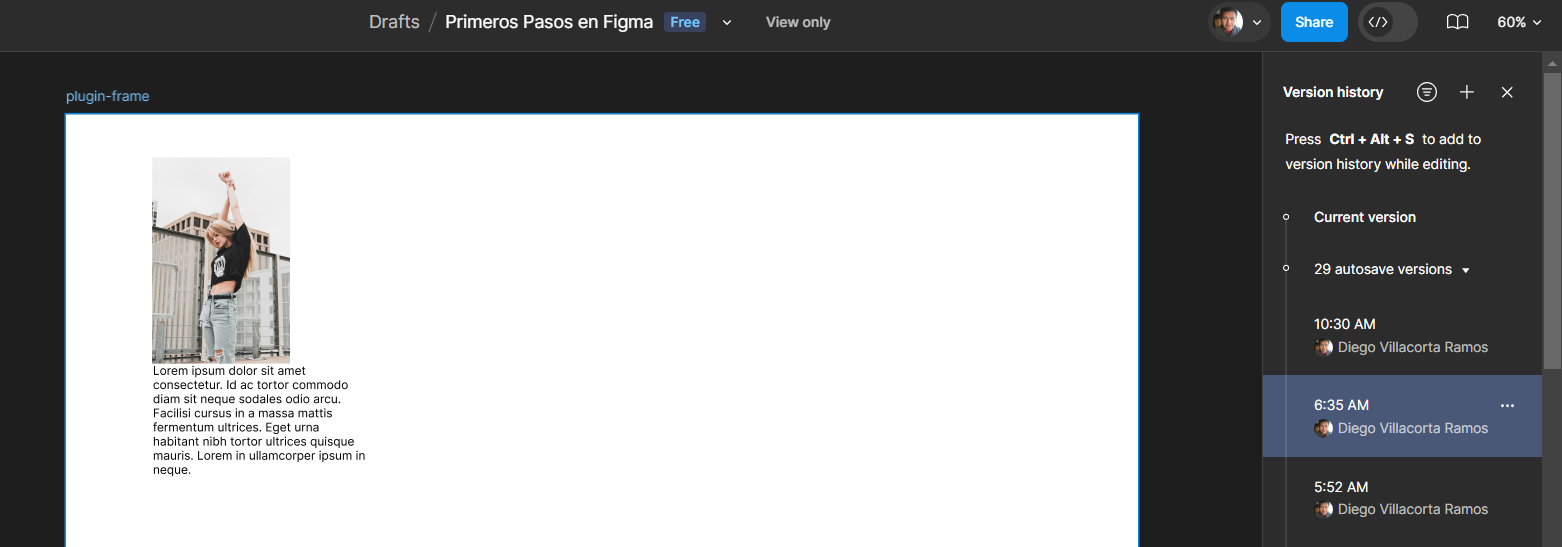 Drafts / Primeros Pasos en Figma Free View only Share </> 60%
plugin-frame
Lorem ipsum dolor sit amet
consectetur. Id ac tortor commodo
diam sit neque sodales odio arcu.
Facilisi cursus in a massa mattis
fermentum ultrices. Eget urna
habitant nibh tortor ultrices quisque
mauris. Lorem in ullamcorper ipsum in
neque.
Version history
Press Ctrl + Alt + S to add to
version history while editing.
Current version
29 autosave versions
10:30 AM
Diego Villacorta Ramos
6:35 AM
Diego Villacorta Ramos
5:52 AM
Diego Villacorta Ramos